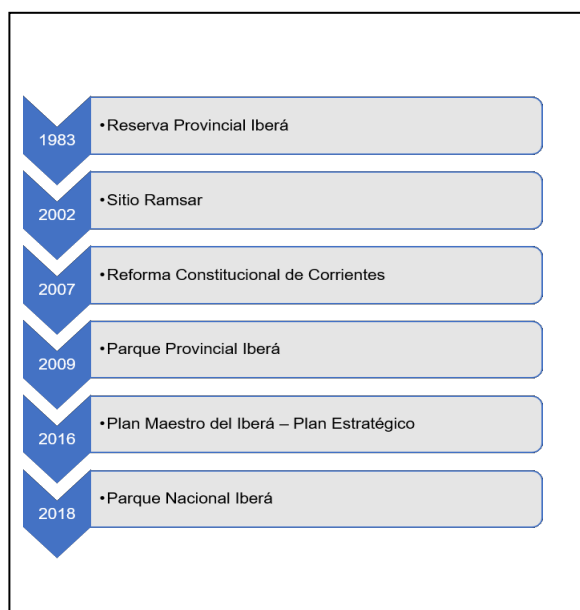 1983
•Reserva Provincial Iberá
2002
•Sitio Ramsar
2007
•Reforma Constitucional de Corrientes
2009
•Parque Provincial Iberá
2016
•Plan Maestro del Iberá – Plan Estratégico
2018
•Parque Nacional Iberá